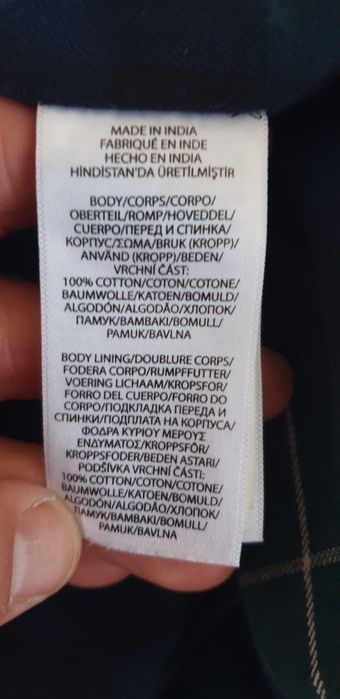 MADE IN INDIA
FABRIQUÉ EN INDE
HECHO EN INDIA
HİNDİSTAN'DA ÜRETİLMİŞTİR
BODY/CORPS/CORPO/
OBERTEIL/ROMP/HOVEDDEL/
CUERPO/ПЕРЕД И СПИНКА/
КОРПУС/ΣΩΜΑ/BRUK (KROPP)/
ANVÄND (KROPP)/BEDEN/
VRCHNÍ ČÁST:
100% COTTON/COTON/COTONE/
BAUMWOLLE/KATOEN/BOMULD/
ALGODÓN/ALGODÃO/ХЛОПОК/
ПАМУК/ΒΑΜΒΑΚΙ/BOMULL/
PAMUK/BAVLNA
BODY LINING/DOUBLURE CORPS/
FODERA CORPO/RUMPFFUTTER/
VOERING LICHAAM/KROPSFOR/
FORRO DEL CUERPO/FORRO DO
CORPO/ПОДКЛАДКА ПЕРЕДА И
СПИНКИ/ПОДПЛАТА НА КОРПУСА/
ΦΟΔΡΑ ΚΥΡΙΟΥ ΜΕΡΟΥΣ
ΕΝΔΥΜΑΤΟΣ/KROPPSFÔR/
KROPPSFODER/BEDEN ASTARI/
PODŠÍVKA VRCHNÍ ČÁSTI:
100% COTTON/COTON/COTONE/
BAUMWOLLE/KATOEN/BOMULD/
ALGODÓN/ALGODÃO/ХЛОПОК/
ПАМУК/ΒΑΜΒΑΚΙ/BOMULL/
PAMUK/BAVLNA